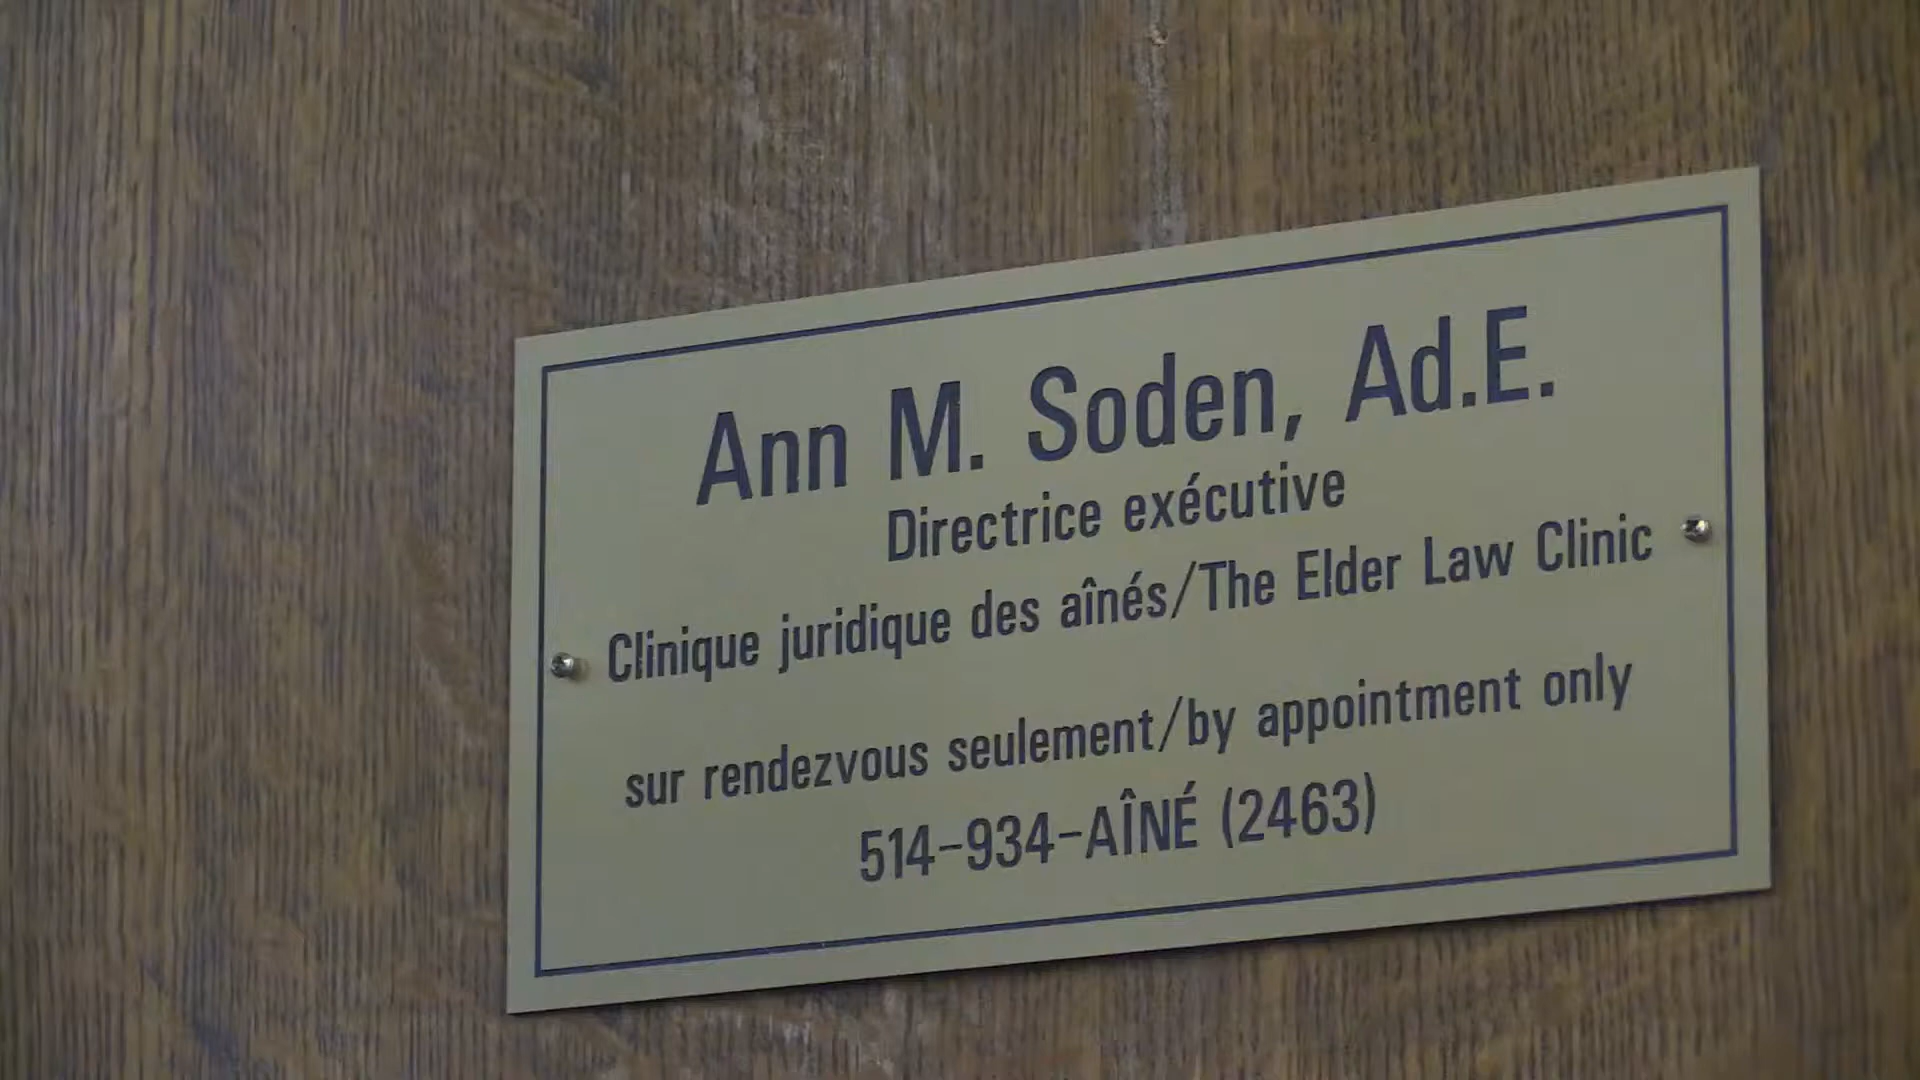 Ann M. Soden, Ad.E.
Directrice exécutive
Clinique juridique des aînés/The Elder Law Clinic
sur rendezvous seulement/by appointment only
514-934-AÎNÉ (2463)